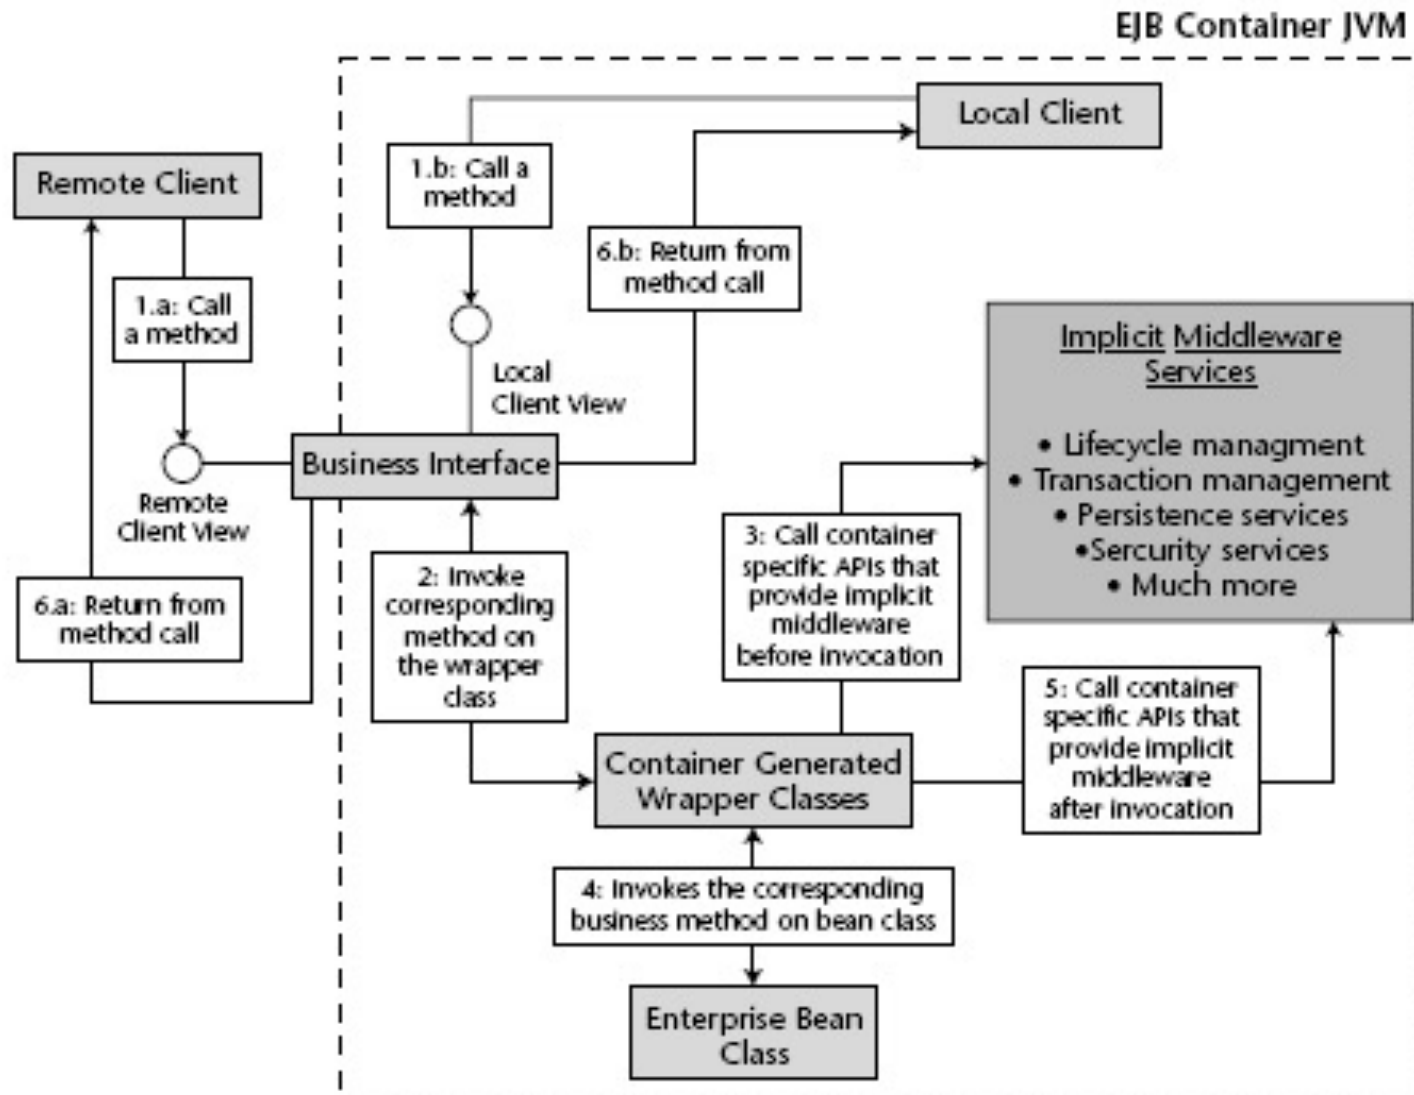 EJB Container JVM
Local Client
Remote Client
1.b: Call a
method
6.b: Return from
method call
1.a: Call
a method
Implicit Middleware
Services
• Lifecycle managment
• Transaction management
• Persistence services
•Sercurity services
• Much more
Local
Client View
Business Interface
Remote
Client View
6.a: Return from
method call
2: Invoke
corresponding
method on
the wrapper
class
3: Call container
specific APIs that
provide implicit
middleware
before invocation
5: Call container
specific APIs that
provide implicit
middleware
after invocation
Container Generated
Wrapper Classes
4: Invokes the corresponding
business method on bean class
Enterprise Bean
Class